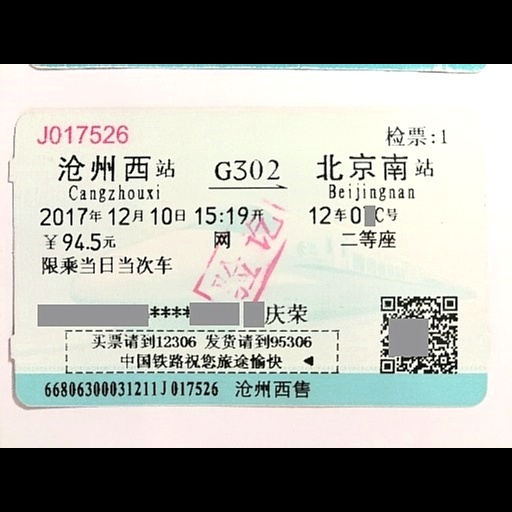 J017526 检票:1
沧州西站 G302 北京南站
Cangzhouxi Beijingnan
2017年12月10日 15:19开 12车0 C号
￥94.5元 网 二等座
限乘当日当次车
验讫
**** 庆荣
买票请到12306 发货请到95306
中国铁路祝您旅途愉快
66806300031211J017526 沧州西售